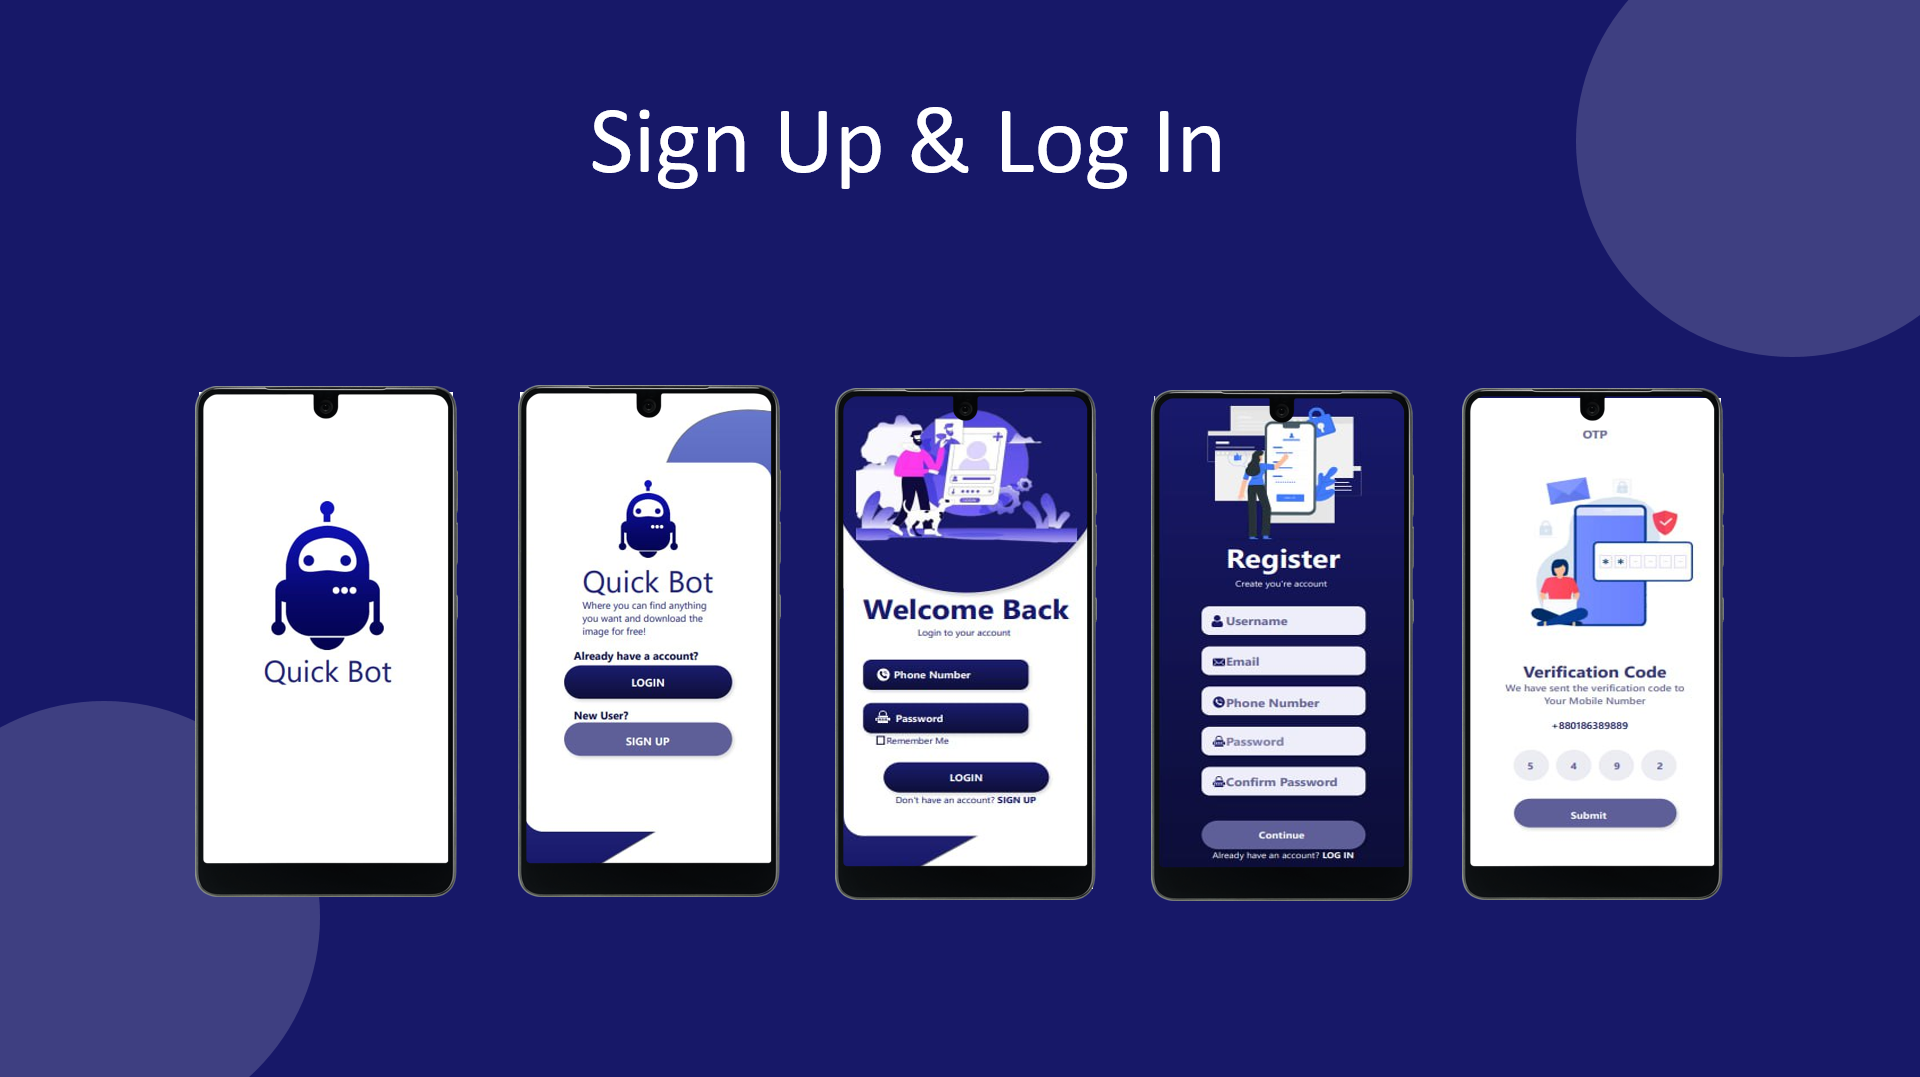 Sign Up & Log In
Quick Bot
Quick Bot
Where you can find anything
you want and download the
image for free!
Already have a account?
LOGIN
New User?
SIGN UP
Welcome Back
Login to your account
Phone Number
Password
Remember Me
LOGIN
Don't have an account? SIGN UP
Register
Create you're account
Username
Email
Phone Number
Password
Confirm Password
Continue
Already have an account? LOG IN
OTP
* *
Verification Code
We have sent the verification code to
Your Mobile Number
+880186389889
5 4 9 2
Submit